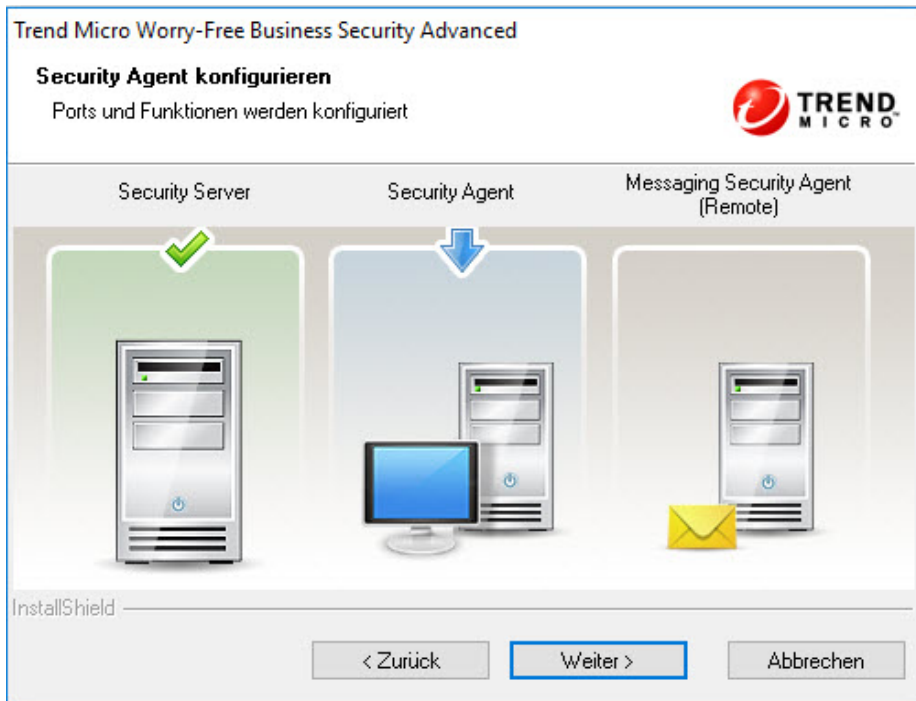 Trend Micro Worry-Free Business Security Advanced
Security Agent konfigurieren
Ports und Funktionen werden konfiguriert
TREND
MICRO™
Security Server
Security Agent
Messaging Security Agent
(Remote)
InstallShield
< Zurück
Weiter >
Abbrechen